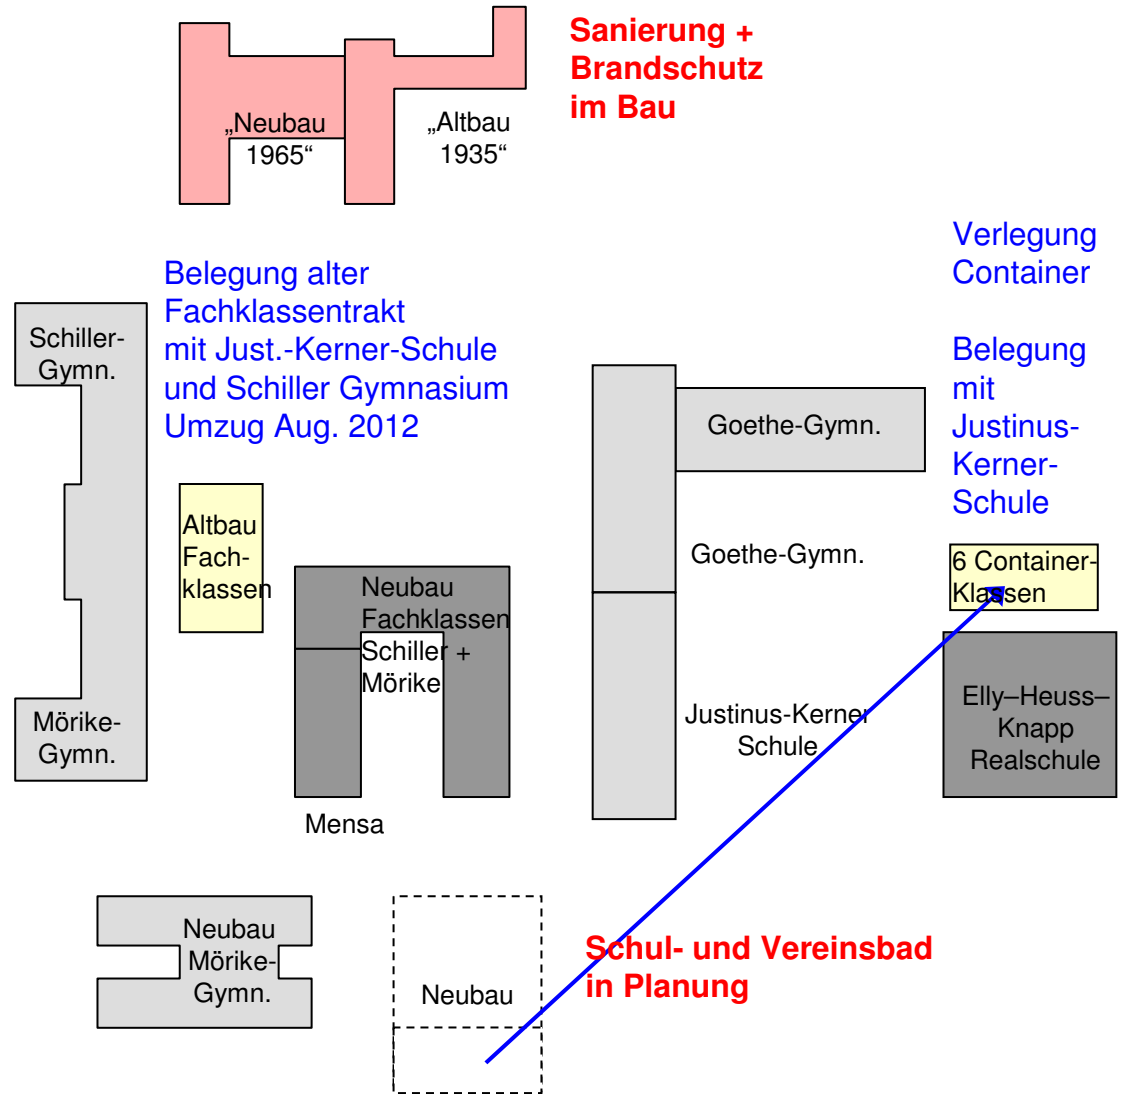 Sanierung +
Brandschutz
im Bau
„Neubau
1965“
„Altbau
1935“
Verlegung
Container
Belegung
mit
Justinus-
Kerner-
Schule
Belegung alter
Fachklassentrakt
mit Just.-Kerner-Schule
und Schiller Gymnasium
Umzug Aug. 2012
Schiller-
Gymn.
Goethe-Gymn.
Altbau
Fach-
klassen
Goethe-Gymn.
6 Container-
Klassen
Neubau
Fachklassen
Schiller +
Mörike
Mörike-
Gymn.
Justinus-Kerner
Schule
Elly–Heuss–
Knapp
Realschule
Mensa
Neubau
Mörike-
Gymn.
Neubau
Schul- und Vereinsbad
in Planung